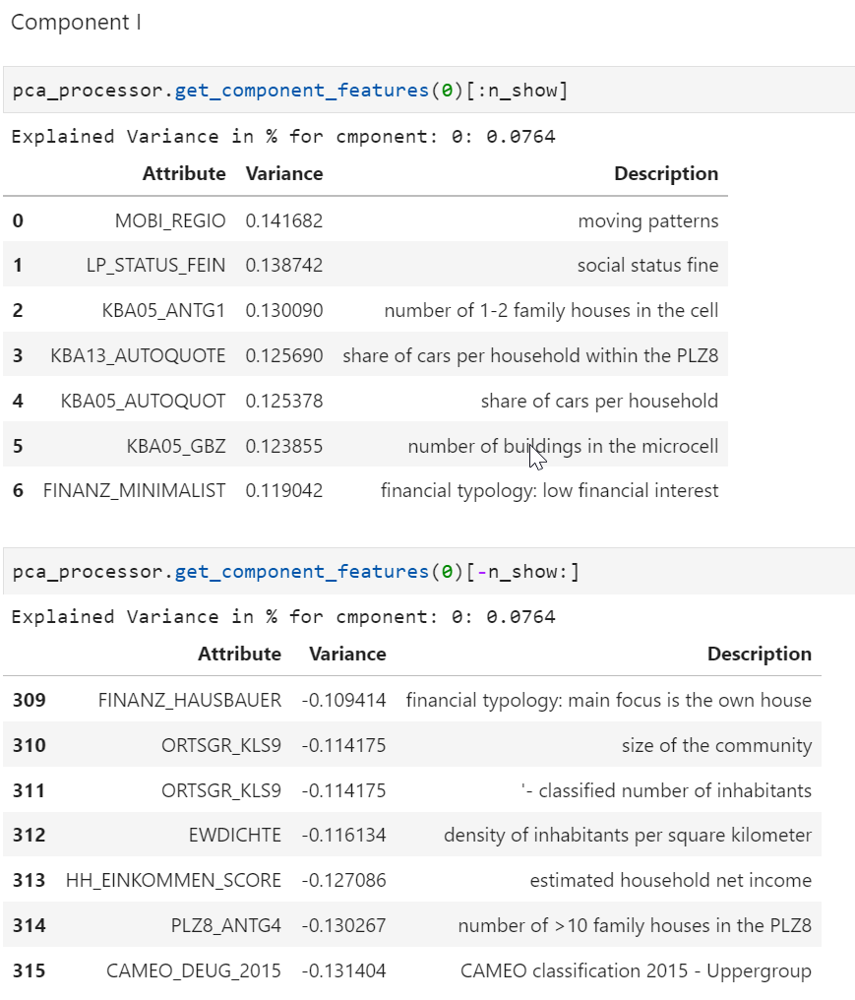 Component I
pca_processor.get_component_features(0)[:n_show]
Explained Variance in % for cmponent: 0: 0.0764
Attribute Variance Description
0 MOBI_REGIO 0.141682 moving patterns
1 LP_STATUS_FEIN 0.138742 social status fine
2 KBA05_ANTG1 0.130090 number of 1-2 family houses in the cell
3 KBA13_AUTOQUOTE 0.125690 share of cars per household within the PLZ8
4 KBA05_AUTOQUOT 0.125378 share of cars per household
5 KBA05_GBZ 0.123855 number of buildings in the microcell
6 FINANZ_MINIMALIST 0.119042 financial typology: low financial interest
pca_processor.get_component_features(0)[-n_show:]
Explained Variance in % for cmponent: 0: 0.0764
Attribute Variance Description
309 FINANZ_HAUSBAUER -0.109414 financial typology: main focus is the own house
310 ORTSGR_KLS9 -0.114175 size of the community
311 ORTSGR_KLS9 -0.114175 '- classified number of inhabitants
312 EWDICHTE -0.116134 density of inhabitants per square kilometer
313 HH_EINKOMMEN_SCORE -0.127086 estimated household net income
314 PLZ8_ANTG4 -0.130267 number of >10 family houses in the PLZ8
315 CAMEO_DEUG_2015 -0.131404 CAMEO classification 2015 - Uppergroup